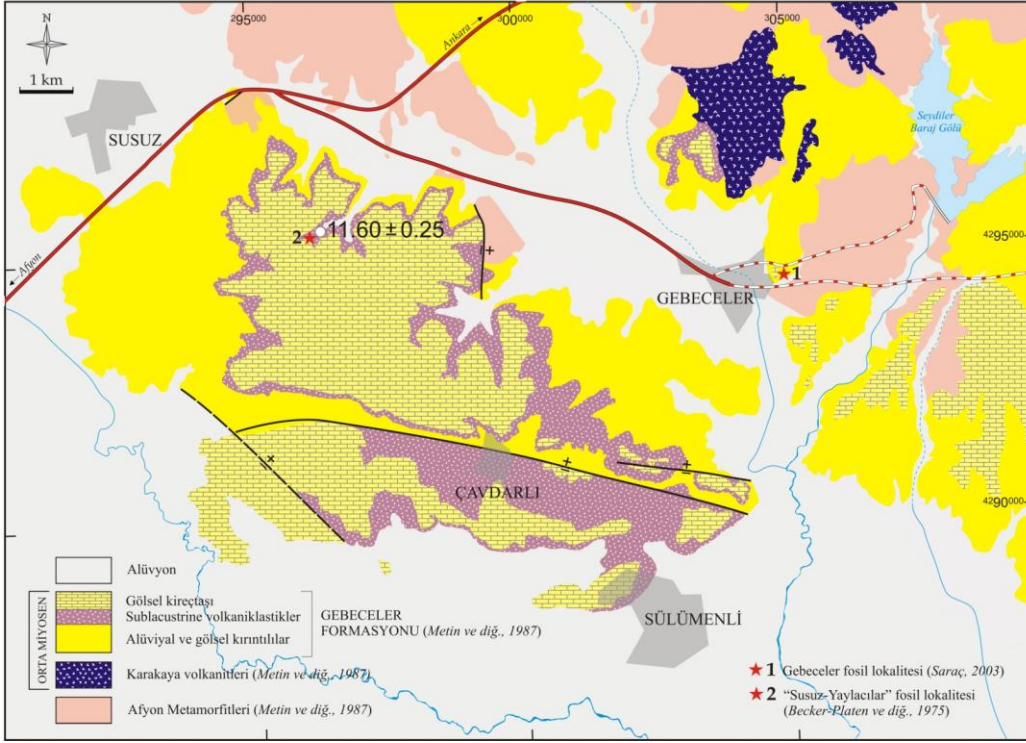 295000
300000
305000
N
1 km
Ankara
SUSUZ
Seydiler
Baraj Gölü
2
11.60 ± 0.25
4295000
Afyon
1
GEBECELER
ÇAVDARLI
4290000
SÜLÜMENLİ
ORTA MİYOSEN
Alüvyon
Gölsel kireçtaşı
Sublacustrine volkaniklastikler
Alüviyal ve gölsel kırıntılılar
GEBECELER
FORMASYONU (Metin ve diğ., 1987)
Karakaya volkanitleri (Metin ve diğ., 1987)
Afyon Metamorfitleri (Metin ve diğ., 1987)
1 Gebeceler fosil lokalitesi (Saraç, 2003)
2 "Susuz-Yaylacılar" fosil lokalitesi
(Becker-Platen ve diğ., 1975)